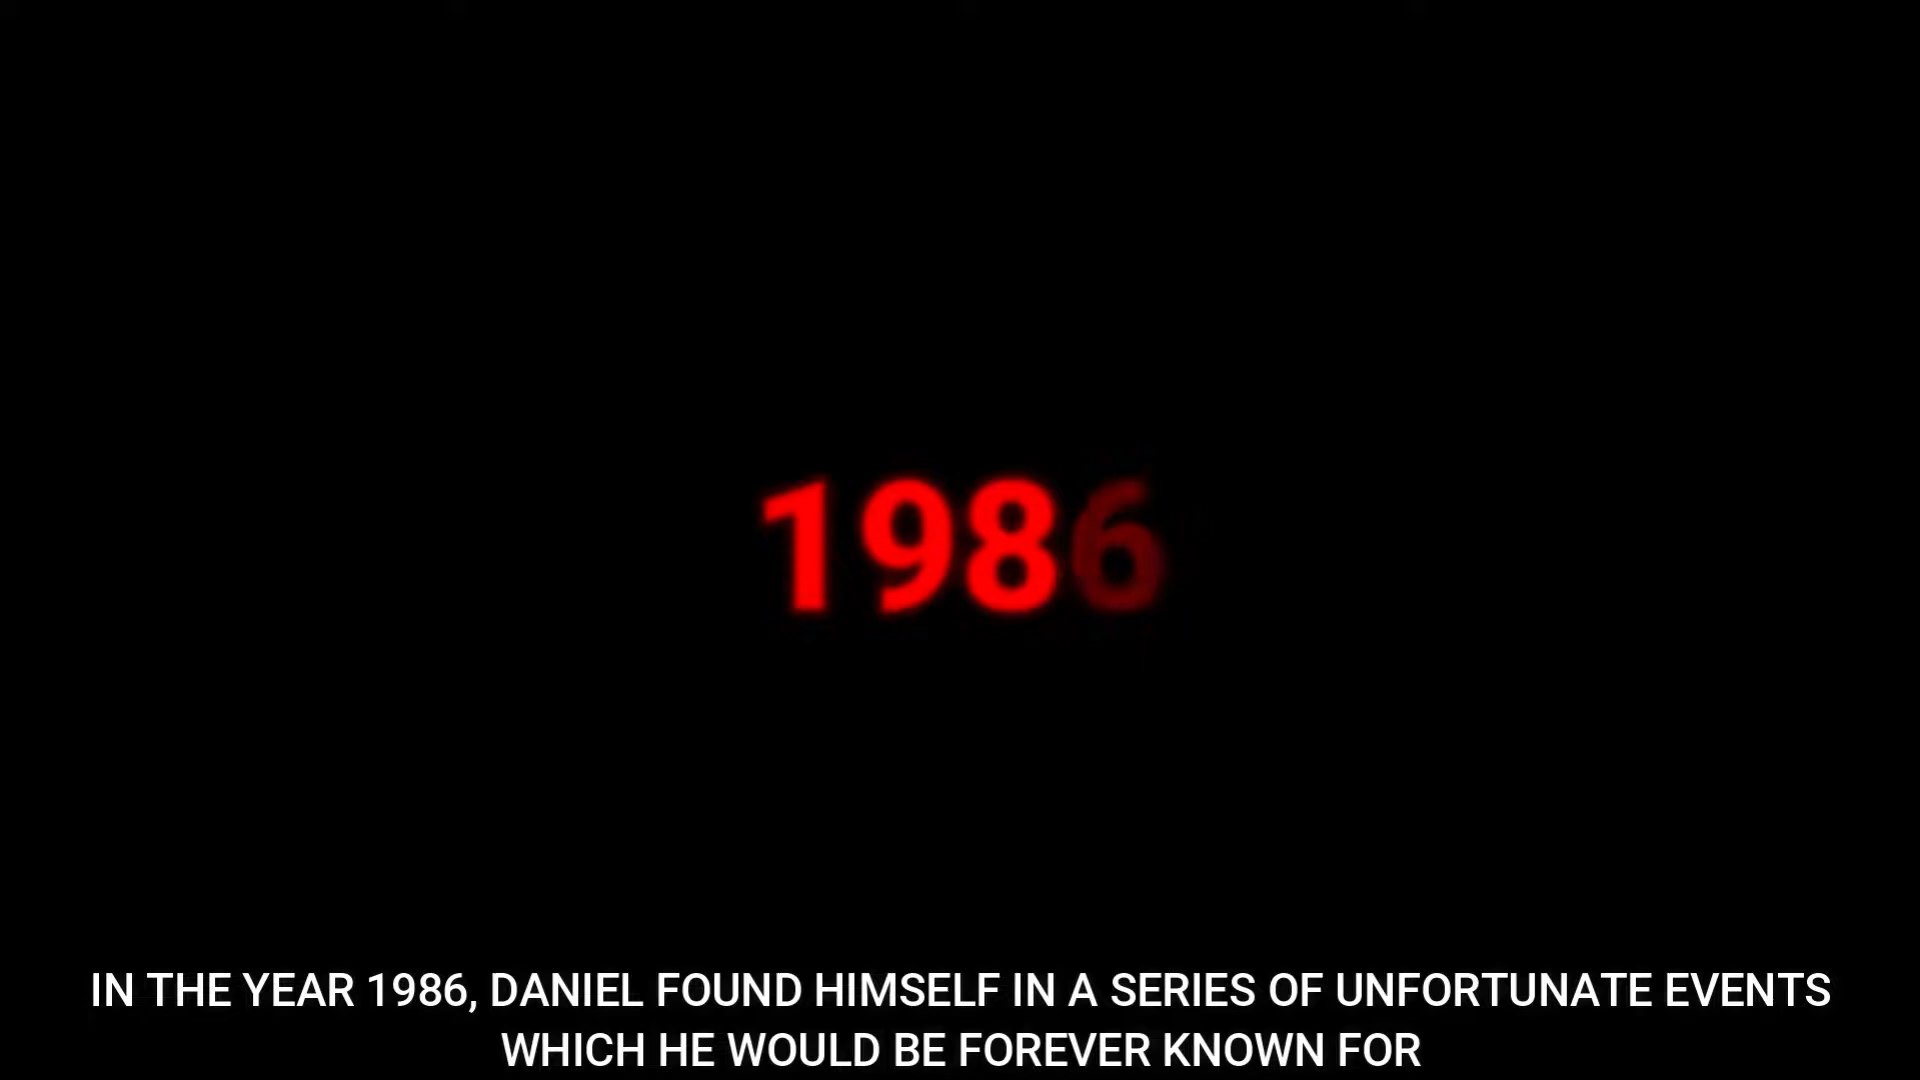 1986
IN THE YEAR 1986, DANIEL FOUND HIMSELF IN A SERIES OF UNFORTUNATE EVENTS
WHICH HE WOULD BE FOREVER KNOWN FOR